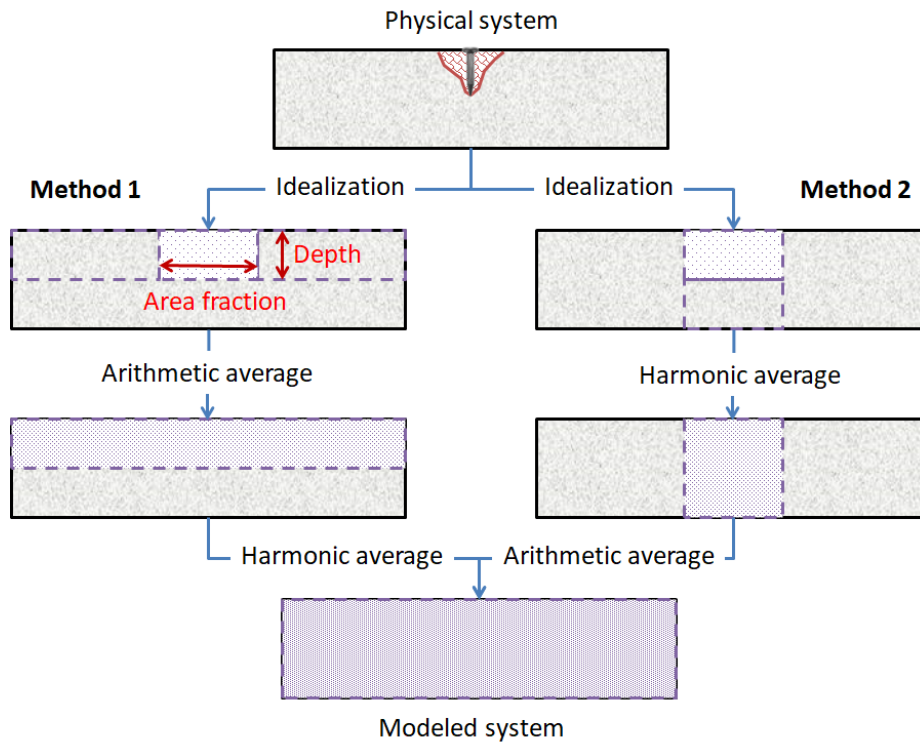 Physical system
Idealization
Idealization
Method 1
Method 2
Depth
Area fraction
Arithmetic average
Harmonic average
Harmonic average
Arithmetic average
Modeled system